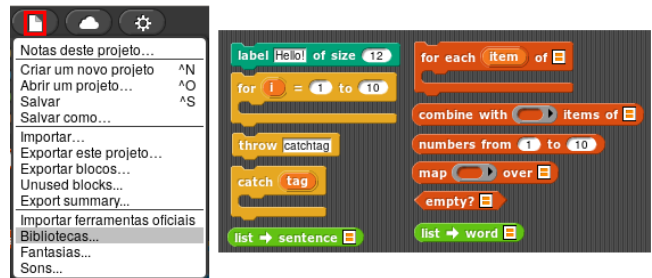 Notas deste projeto...
Criar um novo projeto ^N
Abrir um projeto... ^O
Salvar ^S
Salvar como...
Importar...
Exportar este projeto...
Exportar blocos...
Unused blocks...
Export summary...
Importar ferramentas oficiais
Bibliotecas...
Fantasias...
Sons...
label Hello! of size 12
for i = 1 to 10
throw catchtag
catch tag
list ➔ sentence
for each item of
combine with items of
numbers from 1 to 10
map over
empty?
list ➔ word